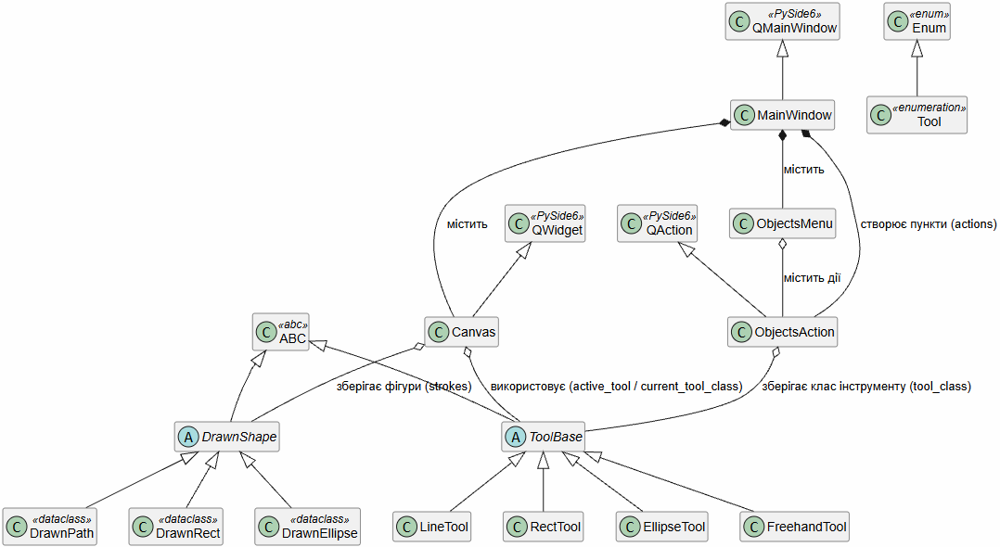 «PySide6»
C QMainWindow
«enum»
C Enum
C MainWindow
«enumeration»
C Tool
містить
«PySide6»
C QWidget
«PySide6»
C QAction
C ObjectsMenu
містить
створює пункти (actions)
містить дії
«abc»
C ABC
C Canvas
C ObjectsAction
зберігає фігури (strokes)
використовує (active_tool / current_tool_class)
зберігає клас інструменту (tool_class)
A DrawnShape
A ToolBase
«dataclass»
C DrawnPath
«dataclass»
C DrawnRect
«dataclass»
C DrawnEllipse
C LineTool
C RectTool
C EllipseTool
C FreehandTool